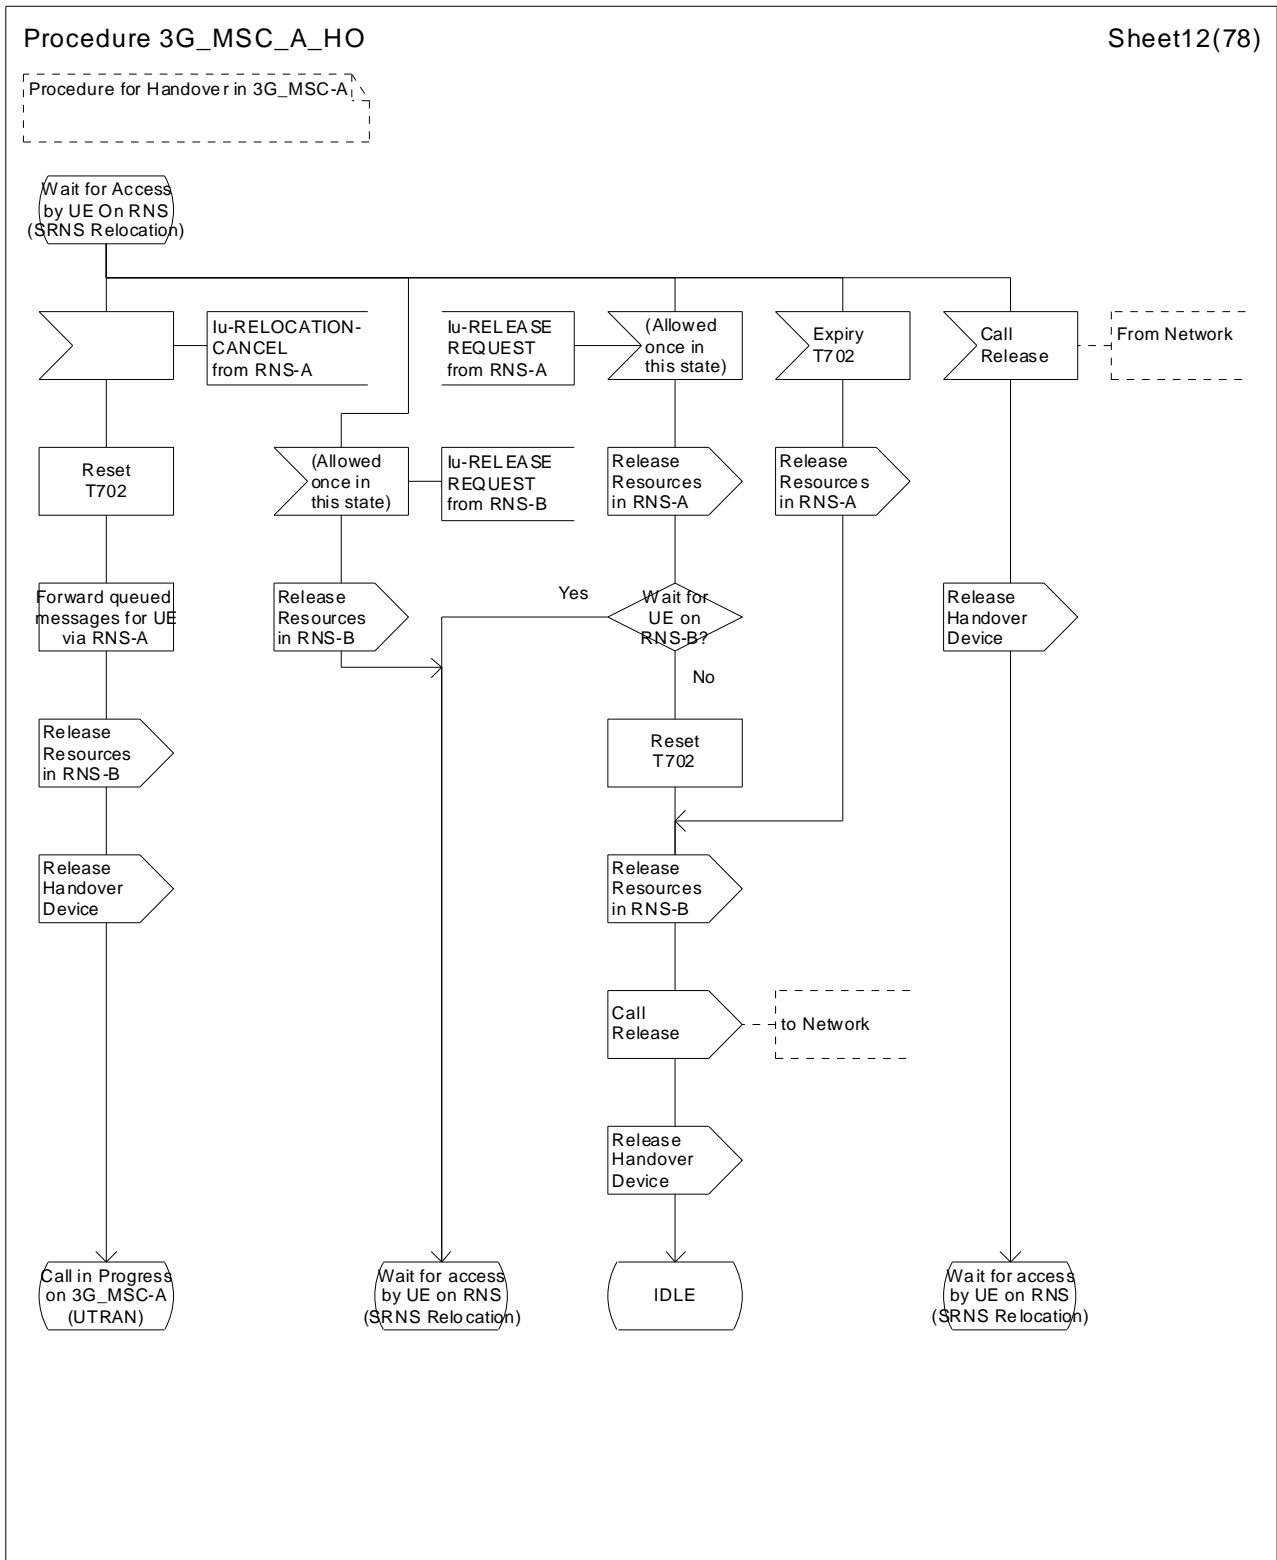 Procedure 3G_MSC_A_HO
Sheet12(78)
Procedure for Handover in 3G_MSC-A
Wait for Access
by UE On RNS
(SRNS Relocation)
Iu-RELOCATION-
CANCEL
from RNS-A
Iu-RELEASE
REQUEST
from RNS-A
(Allowed
once in
this state)
Expiry
T702
Call
Release
From Network
Reset
T702
(Allowed
once in
this state)
Iu-RELEASE
REQUEST
from RNS-B
Release
Resources
in RNS-A
Release
Resources
in RNS-A
Forward queued
messages for UE
via RNS-A
Release
Resources
in RNS-B
Yes
Wait for
UE on
RNS-B?
No
Release
Handover
Device
Release
Resources
in RNS-B
Reset
T702
Release
Handover
Device
Release
Resources
in RNS-B
Call
Release
to Network
Release
Handover
Device
Call in Progress
on 3G_MSC-A
(UTRAN)
Wait for access
by UE on RNS
(SRNS Relocation)
IDLE
Wait for access
by UE on RNS
(SRNS Relocation)